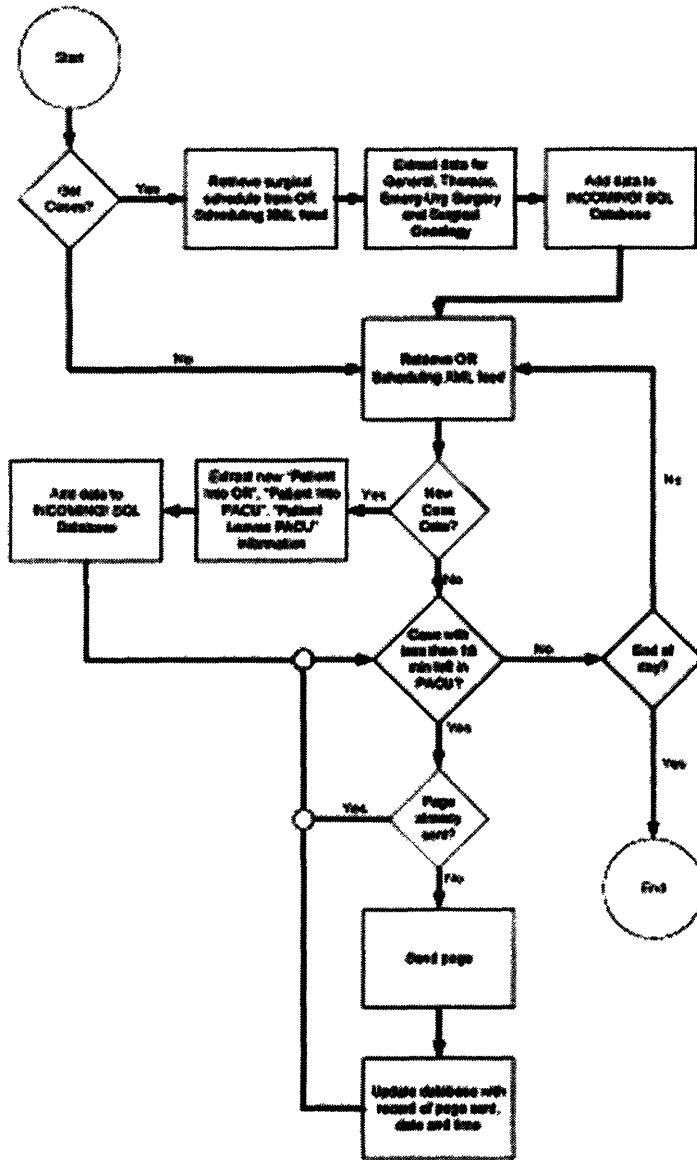 Start
Get
Cases?
Yes
Retrieve surgical
schedule from OR
Scheduling XML feed
Extract data for
General, Thoracic,
Emerg-Urg Surgery
and Surgical
Oncology
Add data to
INCOMING! SQL
Database
No
Retrieve OR
Scheduling XML feed
Add data to
INCOMING! SQL
Database
Extract new "Patient
into OR", "Patient into
PACU", "Patient
Leaves PACU"
information
Yes
New
Case
Data?
No
No
Case with
less than
min left in
PACU?
No
End of
day?
Yes
Yes
Yes
Page
already
sent?
No
End
Send page
Update database with
record of page sent,
date and time